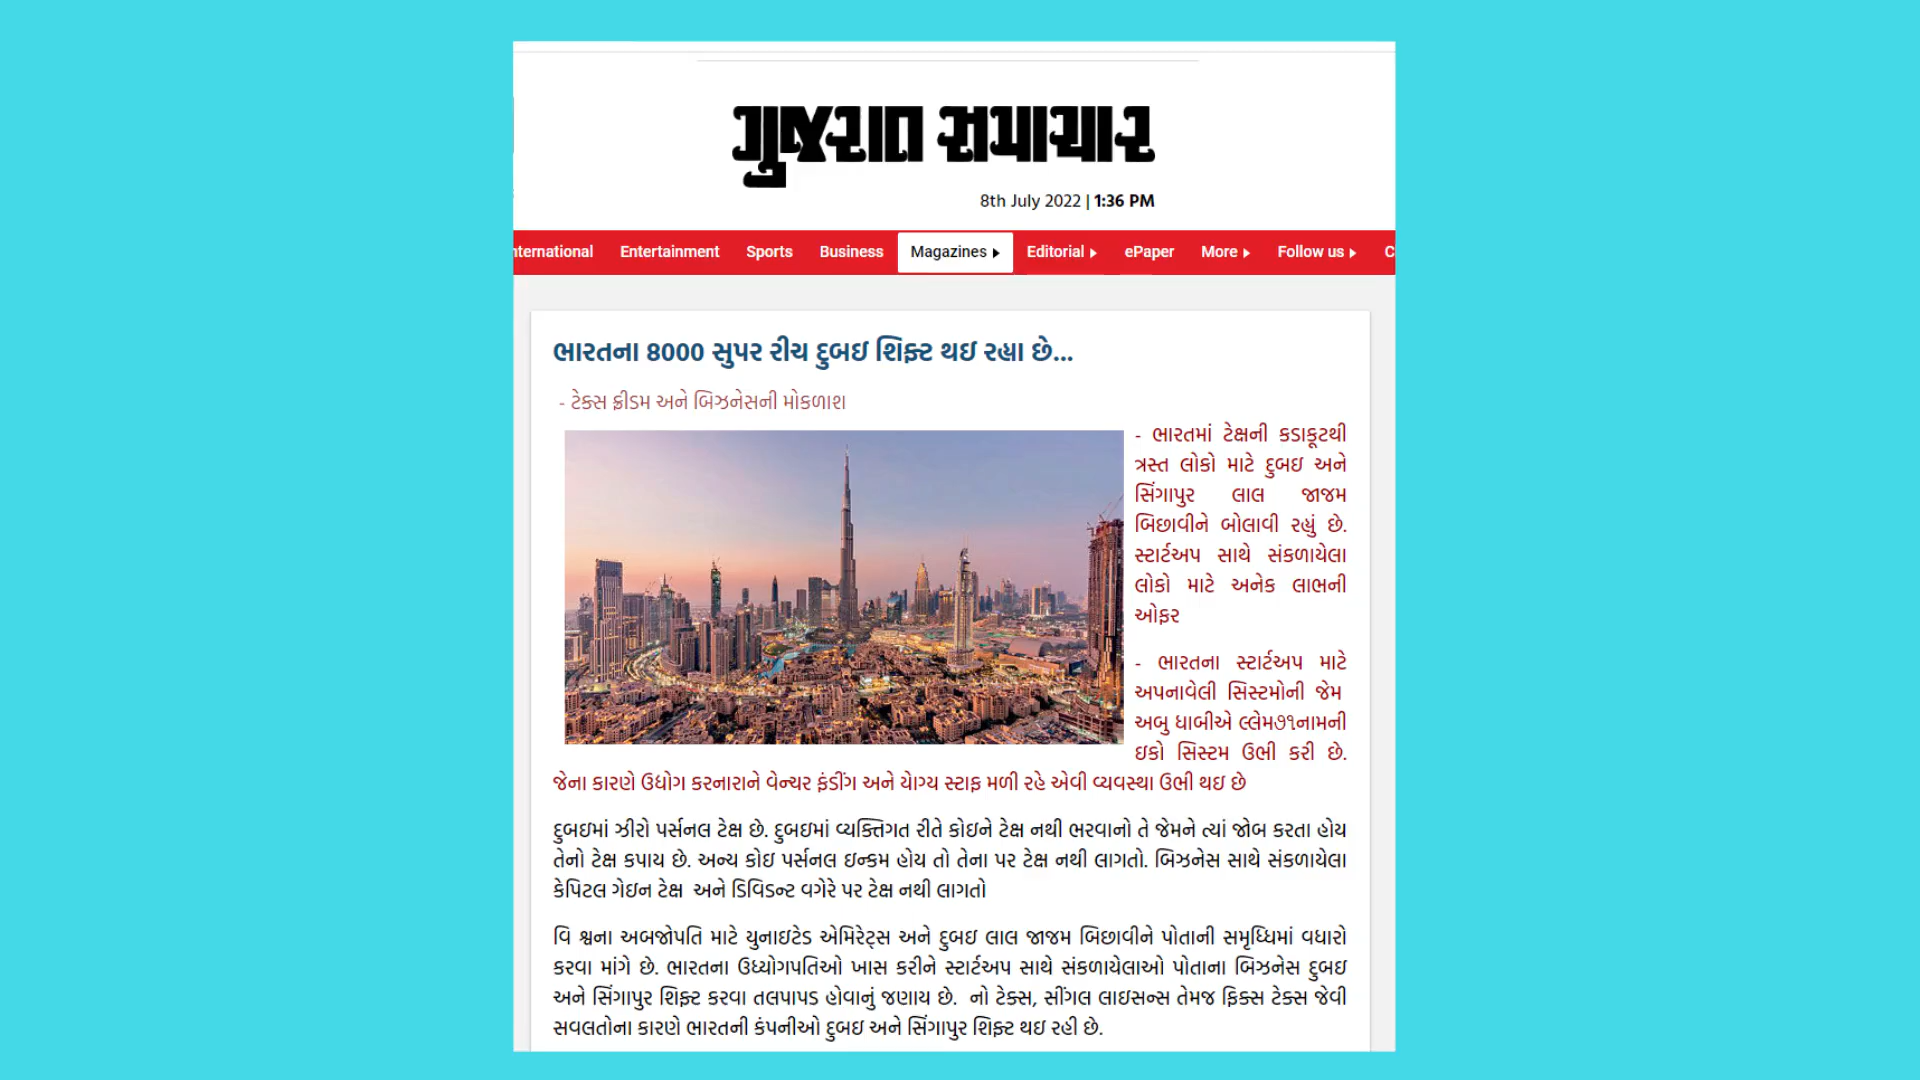 ગુજરાત સમાચાર
8th July 2022 | 1:36 PM
nternational Entertainment Sports Business Magazines Editorial ePaper More Follow us C
ભારતના 8000 સુપર રીચ દુબઇ શિફ્ટ થઇ રહ્યા છે...
- ટેક્સ ફ્રીડમ અને બિઝનેસની મોકળાશ
- ભારતમાં ટેક્ષની કડાકૂટથી
ત્રસ્ત લોકો માટે દુબઇ અને
સિંગાપુર લાલ જાજમ
બિછાવીને બોલાવી રહ્યું છે.
સ્ટાર્ટઅપ સાથે સંકળાયેલા
લોકો માટે અનેક લાભની
ઓફર
- ભારતના સ્ટાર્ટઅપ માટે
અપનાવેલી સિસ્ટમોની જેમ
અબુ ધાબીએ લ્લેમ૭૧નામની
ઇકો સિસ્ટમ ઉભી કરી છે.
જેના કારણે ઉદ્યોગ કરનારાને વેન્ચર ફંડીંગ અને યોગ્ય સ્ટાફ મળી રહે એવી વ્યવસ્થા ઉભી થઇ છે
દુબઇમાં ઝીરો પર્સનલ ટેક્ષ છે. દુબઇમાં વ્યક્તિગત રીતે કોઇને ટેક્ષ નથી ભરવાનો તે જેમને ત્યાં જોબ કરતા હોય
તેનો ટેક્ષ કપાય છે. અન્ય કોઇ પર્સનલ ઇન્કમ હોય તો તેના પર ટેક્ષ નથી લાગતો. બિઝનેસ સાથે સંકળાયેલા
કેપિટલ ગેઇન ટેક્ષ અને ડિવિડન્ટ વગેરે પર ટેક્ષ નથી લાગતો
વિ શ્વના અબજોપતિ માટે યુનાઇટેડ એમિરેટ્સ અને દુબઇ લાલ જાજમ બિછાવીને પોતાની સમૃધ્ધિમાં વધારો
કરવા માંગે છે. ભારતના ઉધ્યોગપતિઓ ખાસ કરીને સ્ટાર્ટઅપ સાથે સંકળાયેલાઓ પોતાના બિઝનેસ દુબઇ
અને સિંગાપુર શિફ્ટ કરવા તલપાપડ હોવાનું જણાય છે. નો ટેક્સ, સીંગલ લાઇસન્સ તેમજ ફિક્સ ટેક્સ જેવી
સવલતોના કારણે ભારતની કંપનીઓ દુબઇ અને સિંગાપુર શિફ્ટ થઇ રહી છે.